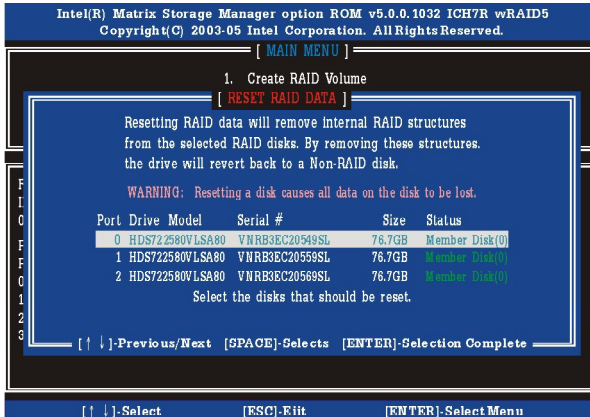 Intel(R) Matrix Storage Manager option ROM v5.0.0.1032 ICH7R wRAID5
Copyright(C) 2003-05 Intel Corporation. All Rights Reserved.
[ MAIN MENU ]
1. Create RAID Volume
[ RESET RAID DATA ]
Resetting RAID data will remove internal RAID structures
from the selected RAID disks. By removing these structures.
the drive will revert back to a Non-RAID disk.
WARNING: Resetting a disk causes all data on the disk to be lost.
Port Drive Model Serial # Size Status
0 HDS722580VLSA80 VNRB3EC20549SL 76.7GB Member Disk(0)
1 HDS722580VLSA80 VNRB3EC20559SL 76.7GB Member Disk(0)
2 HDS722580VLSA80 VNRB3EC20569SL 76.7GB Member Disk(0)
Select the disks that should be reset.
[↑ ↓]-Previous/Next [SPACE]-Selects [ENTER]-Selection Complete
0
0
1
2
3
[↑ ↓]-Select [ESC]-Eiit [ENTER]-Select Menu